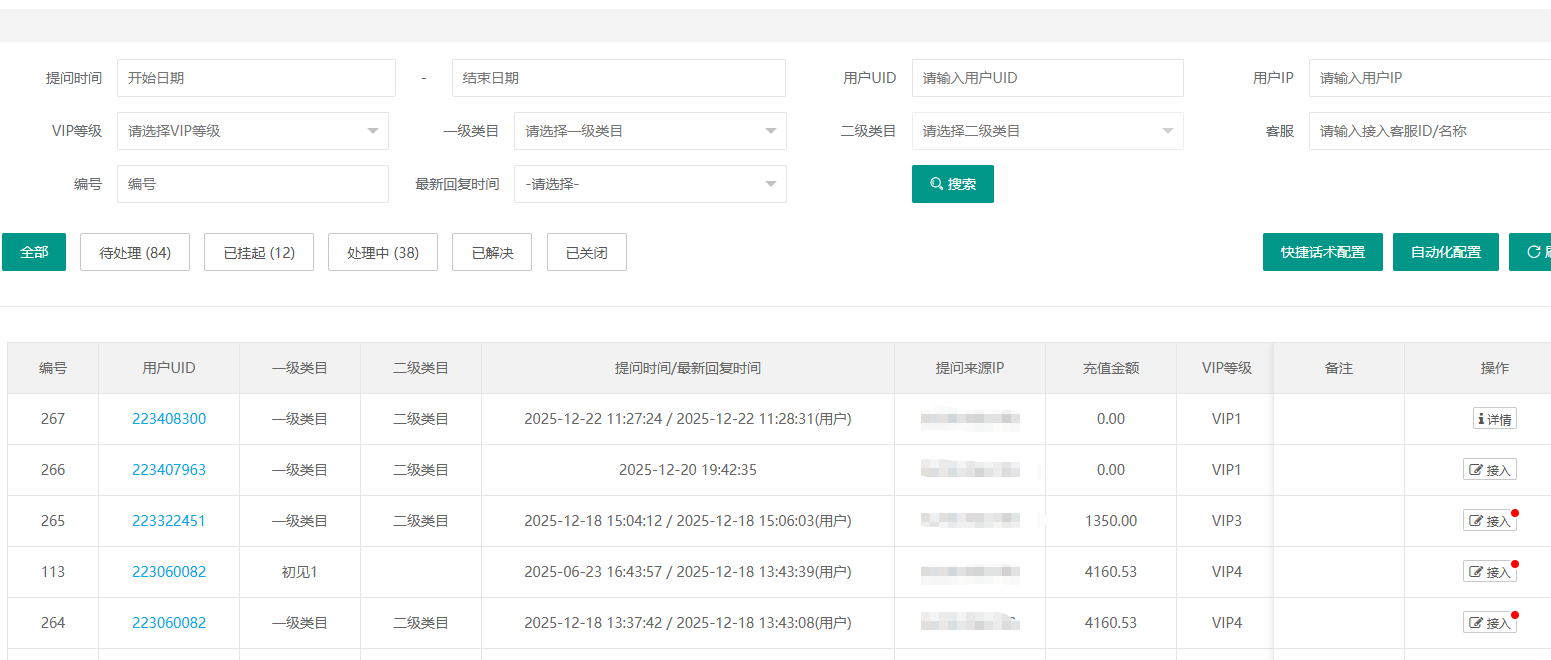 提问时间 开始日期 - 结束日期 用户UID 请输入用户UID 用户IP 请输入用户IP
VIP等级 请选择VIP等级 一级类目 请选择一级类目 二级类目 请选择二级类目 客服 请输入接入客服ID/名称
编号 编号 最新回复时间 -请选择- 搜索
全部 待处理 (84) 已挂起 (12) 处理中 (38) 已解决 已关闭 快捷话术配置 自动化配置
编号 用户UID 一级类目 二级类目 提问时间/最新回复时间 提问来源IP 充值金额 VIP等级 备注 操作
267 223408300 一级类目 二级类目 2025-12-22 11:27:24 / 2025-12-22 11:28:31(用户) 0.00 VIP1 详情
266 223407963 一级类目 二级类目 2025-12-20 19:42:35 0.00 VIP1 接入
265 223322451 一级类目 二级类目 2025-12-18 15:04:12 / 2025-12-18 15:06:03(用户) 1350.00 VIP3 接入
113 223060082 初见1 2025-06-23 16:43:57 / 2025-12-18 13:43:39(用户) 4160.53 VIP4 接入
264 223060082 一级类目 二级类目 2025-12-18 13:37:42 / 2025-12-18 13:43:08(用户) 4160.53 VIP4 接入